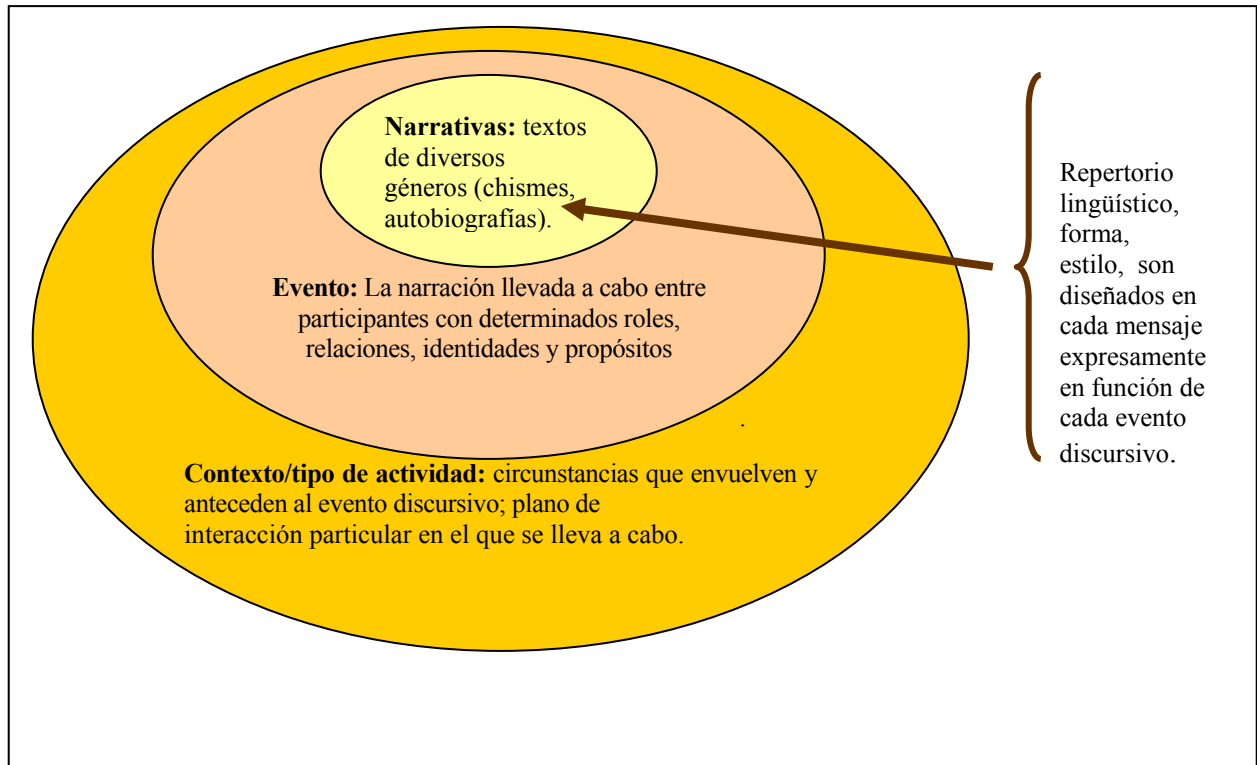 Narrativas: textos
de diversos
géneros (chismes,
autobiografías).
Evento: La narración llevada a cabo entre
participantes con determinados roles,
relaciones, identidades y propósitos
.
Contexto/tipo de actividad: circunstancias que envuelven y
anteceden al evento discursivo; plano de
interacción particular en el que se lleva a cabo.
Repertorio
lingüístico,
forma,
estilo, son
diseñados en
cada mensaje
expresamente
en función de
cada evento
discursivo.